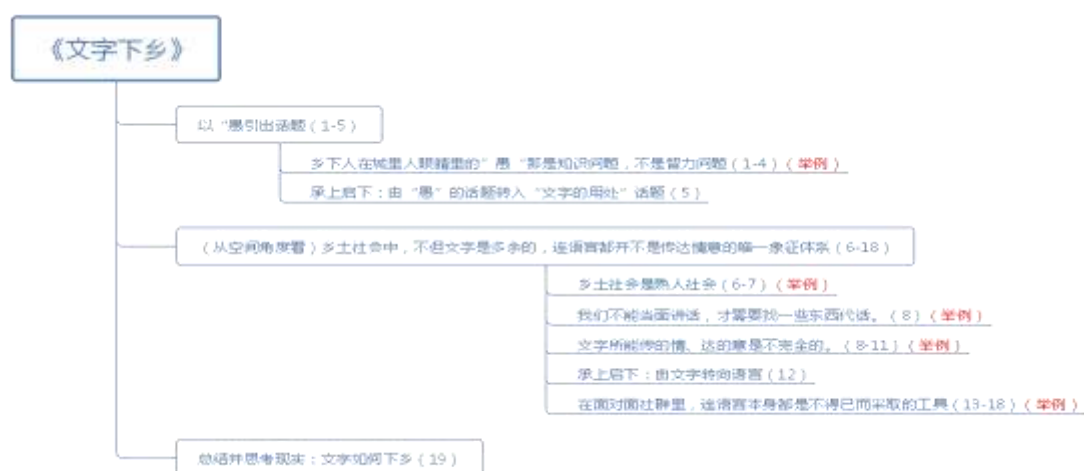 《文字下乡》
以“愚引出话题（1-5）
乡下人在城里人眼睛里的”愚“那是知识问题，不是智力问题（1-4）（举例）
承上启下：由“愚”的话题转入“文字的用处”话题（5）
（从空间角度看）乡土社会中，不但文字是多余的，连语言都并不是传达情意的唯一象征体系（6-18）
乡土社会是熟人社会（6-7）（举例）
我们不能当面讲话，才需要找一些东西代话。（8）（举例）
文字所能传的情、达的意是不完全的。（8-11）（举例）
承上启下：由文字转向语言（12）
在面对面社群里，连语言本身都是不得已而采取的工具（13-18）（举例）
总结并思考现实：文字如何下乡（19）